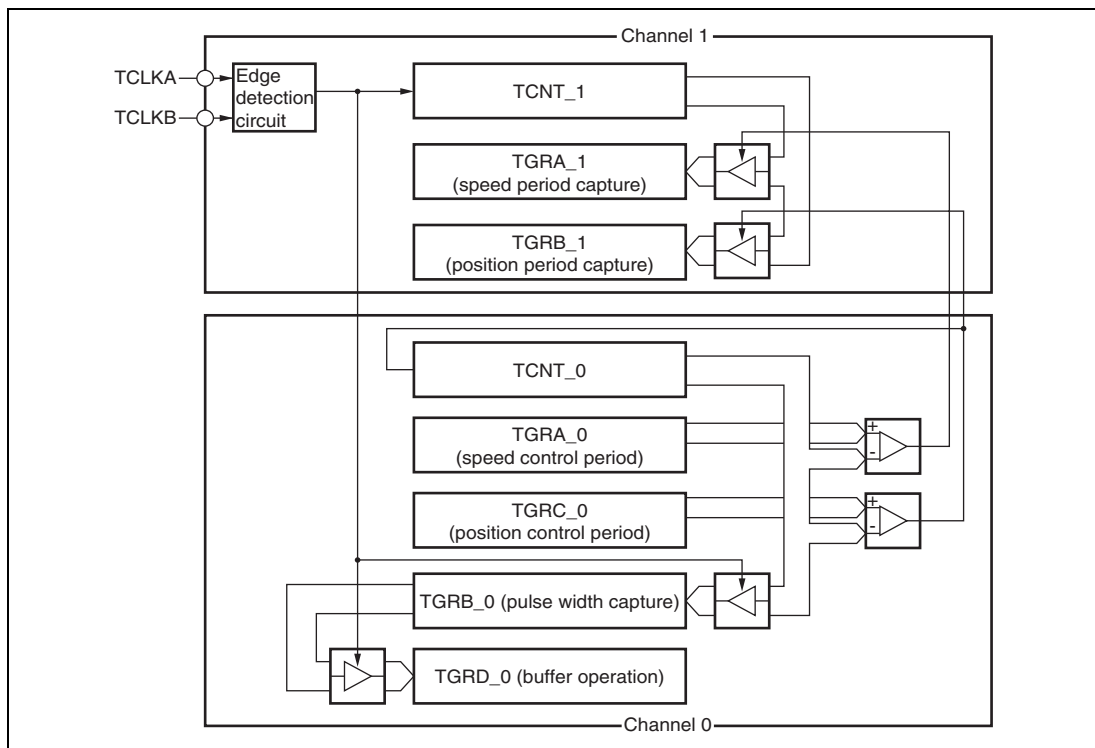 Channel 1
TCLKA
TCLKB
Edge
detection
circuit
TCNT_1
TGRA_1
(speed period capture)
TGRB_1
(position period capture)
TCNT_0
TGRA_0
(speed control period)
+
-
TGRC_0
(position control period)
+
-
TGRB_0 (pulse width capture)
TGRD_0 (buffer operation)
Channel 0